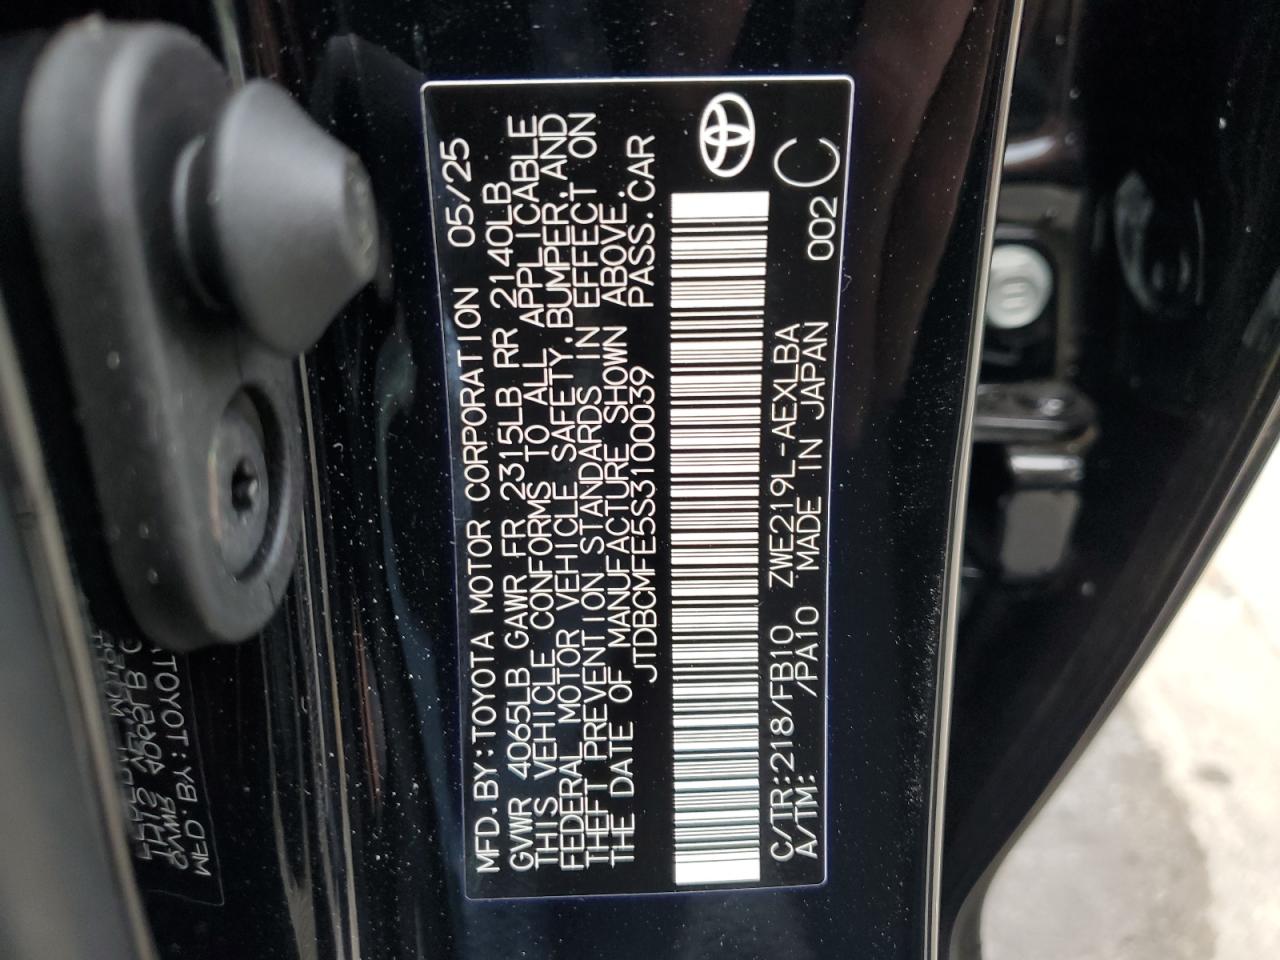 MFD.BY:TOYOTA MOTOR CORPORATION 05/25
GVWR 4065LB GAWR FR 2315LB RR 2140LB
THIS VEHICLE CONFORMS TO ALL APPLICABLE
FEDERAL MOTOR VEHICLE SAFETY,BUMPER,AND
THEFT PREVENTION STANDARDS IN EFFECT ON
THE DATE OF MANUFACTURE SHOWN ABOVE.
JTDBCMFE5S3100039 PASS.CAR
C/TR:218/FB10 ZWE219L-AEXLBA 002C
A/TM: /PA10 MADE IN JAPAN
C